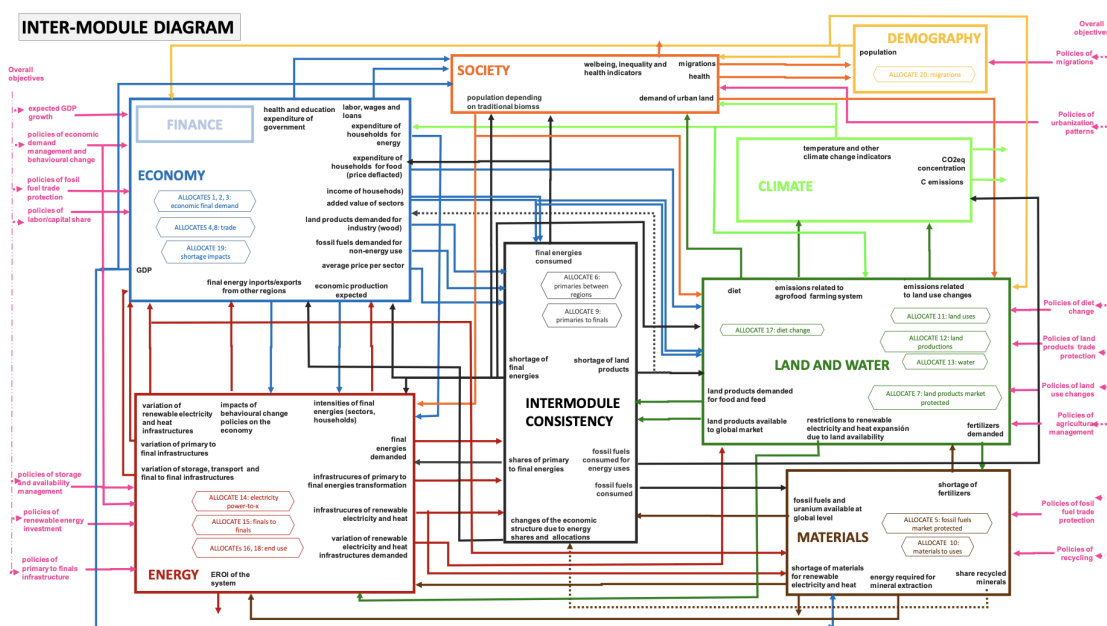 INTER-MODULE DIAGRAM
Overall
objectives
expected GDP
growth
policies of economic
demand
management and
behavioural change
policies of fosil
fuel trade
protection
policies of
labor/capital share
policies of storage
and availability
management
policies of
renewable energy
investment
policies of
primary to finals
infrastructure
FINANCE
health and education
expenditure of
government
labor, wages and
loans
expenditure of
households for
energy
expenditure of
households for food
(price deflacted)
income of househods)
added value of sectors
land products demanded for
industry (wood)
fossil fuels demanded for
non-energy use
average price per sector
ECONOMY
ALLOCATES 1, 2, 3:
economic final demand
ALLOCATES 4,8: trade
ALLOCATE 19:
shortage impacts
GDP
final energy inports/exports
from other regions
economic production
expected
SOCIETY
welbeing, inequality and
health indicators
migrations
health
population depending
on traditional biomss
demand of urban land
DEMOGRAPHY
population
ALLOCATE 20: migrations
Overall
objectives
Policies of
migrations
Policies of
urbanization
patterns
temperature and other
climate change indicators
CO2eq
concentration
C emissions
CLIMATE
final energies
consumed
ALLOCATE 6:
primaries between
regions
ALLOCATE 9:
primaries to finals
shortage of
final
energies
shortage of land
products
INTERMODULE
CONSISTENCY
fossil fuels
consumed for
energy uses
shares of primary
to final energies
fossil fuels
consumed
changes of the economic
structure due to energy
shares and allocations
diet
emissions related to
agrofood farming system
emissions related
to land use changes
ALLOCATE 17: diet change
ALLOCATE 11: land uses
ALLOCATE 12: land
productions
ALLOCATE 13: water
LAND AND WATER
ALLOCATE 7: land products market
protected
land products demanded
for food and feed
land products available
to global market
restrictions to renewable
electricity and heat expansión
due to land availability
fertilizers
demanded
Policies of diet
change
Policies of land
products trade
protection
Policies of land
use changes
Policies of
agricultural
management
Policies of fosil
fuel trade
protection
Policies of
recycling
variation of
renewable electricity
and heat
infrastructures
impacts of
behavioural change
policies on the
economy
intensities of final
energies (sectors,
households)
variation of primary to
final infrastructures
variation of storage, transport and
final to final infrastructures
final
energies
demanded
infrastrucures of primary to
final energies transformation
infrastrucures of renewable
electricity and heat
variation of renewable
electricity and heat
infrastructures demanded
ALLOCATE 14: electricity
power-to-x
ALLOCATE 15: finals to
finals
ALLOCATEs 16, 18: end use
ENERGY
EROI of the
system
shortage of
fertilizers
fossil fuels and
uranium available at
global level
ALLOCATE 5: fossil fuels
market protected
ALLOCATE 10:
materials to uses
MATERIALS
shortage of materials
for renewable
electricity and heat
energy required for
mineral extraction
share recycled
minerals